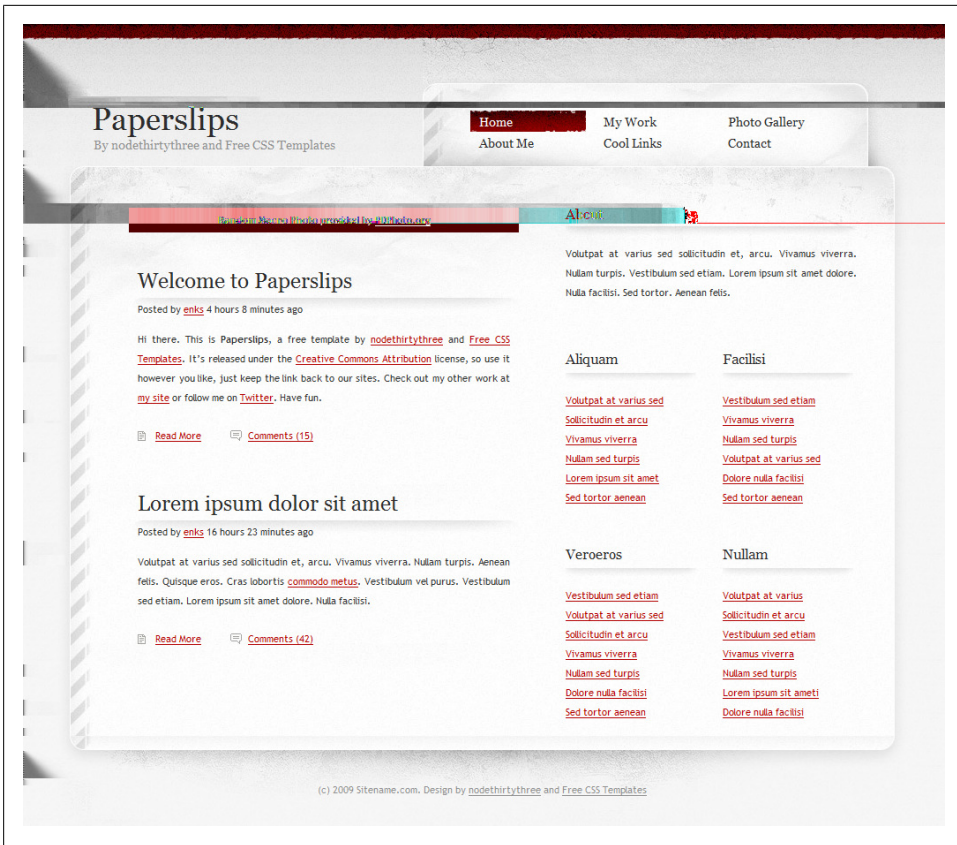 Paperslips
By nodethirtythree and Free CSS Templates
Home
My Work
Photo Gallery
About Me
Cool Links
Contact
Photo provided by PDPhoto.org
Welcome to Paperslips
Posted by enks 4 hours 8 minutes ago
Hi there. This is Paperslips, a free template by nodethirtythree and Free CSS
Templates. It's released under the Creative Commons Attribution license, so use it
however you like, just keep the link back to our sites. Check out my other work at
my site or follow me on Twitter. Have fun.
Read More
Comments (15)
Lorem ipsum dolor sit amet
Posted by enks 16 hours 23 minutes ago
Volutpat at varius sed sollicitudin et, arcu. Vivamus viverra. Nullam turpis. Aenean
felis. Quisque eros. Cras lobortis commodo metus. Vestibulum vel purus. Vestibulum
sed etiam. Lorem ipsum sit amet dolore. Nulla facilisi.
Read More
Comments (42)
About
Volutpat at varius sed sollicitudin et, arcu. Vivamus viverra.
Nullam turpis. Vestibulum sed etiam. Lorem ipsum sit amet dolore.
Nulla facilisi. Sed tortor. Aenean felis.
Aliquam
Volutpat at varius sed
Sollicitudin et arcu
Vivamus viverra
Nullam sed turpis
Lorem ipsum sit amet
Sed tortor aenean
Facilisi
Vestibulum sed etiam
Vivamus viverra
Nullam sed turpis
Volutpat at varius sed
Dolore nulla facilisi
Sed tortor aenean
Veroeros
Vestibulum sed etiam
Volutpat at varius sed
Sollicitudin et arcu
Vivamus viverra
Nullam sed turpis
Dolore nulla facilisi
Sed tortor aenean
Nullam
Volutpat at varius
Sollicitudin et arcu
Vestibulum sed etiam
Vivamus viverra
Nullam sed turpis
Lorem ipsum sit ameti
Dolore nulla facilisi
(c) 2009 Sitename.com. Design by nodethirtythree and Free CSS Templates